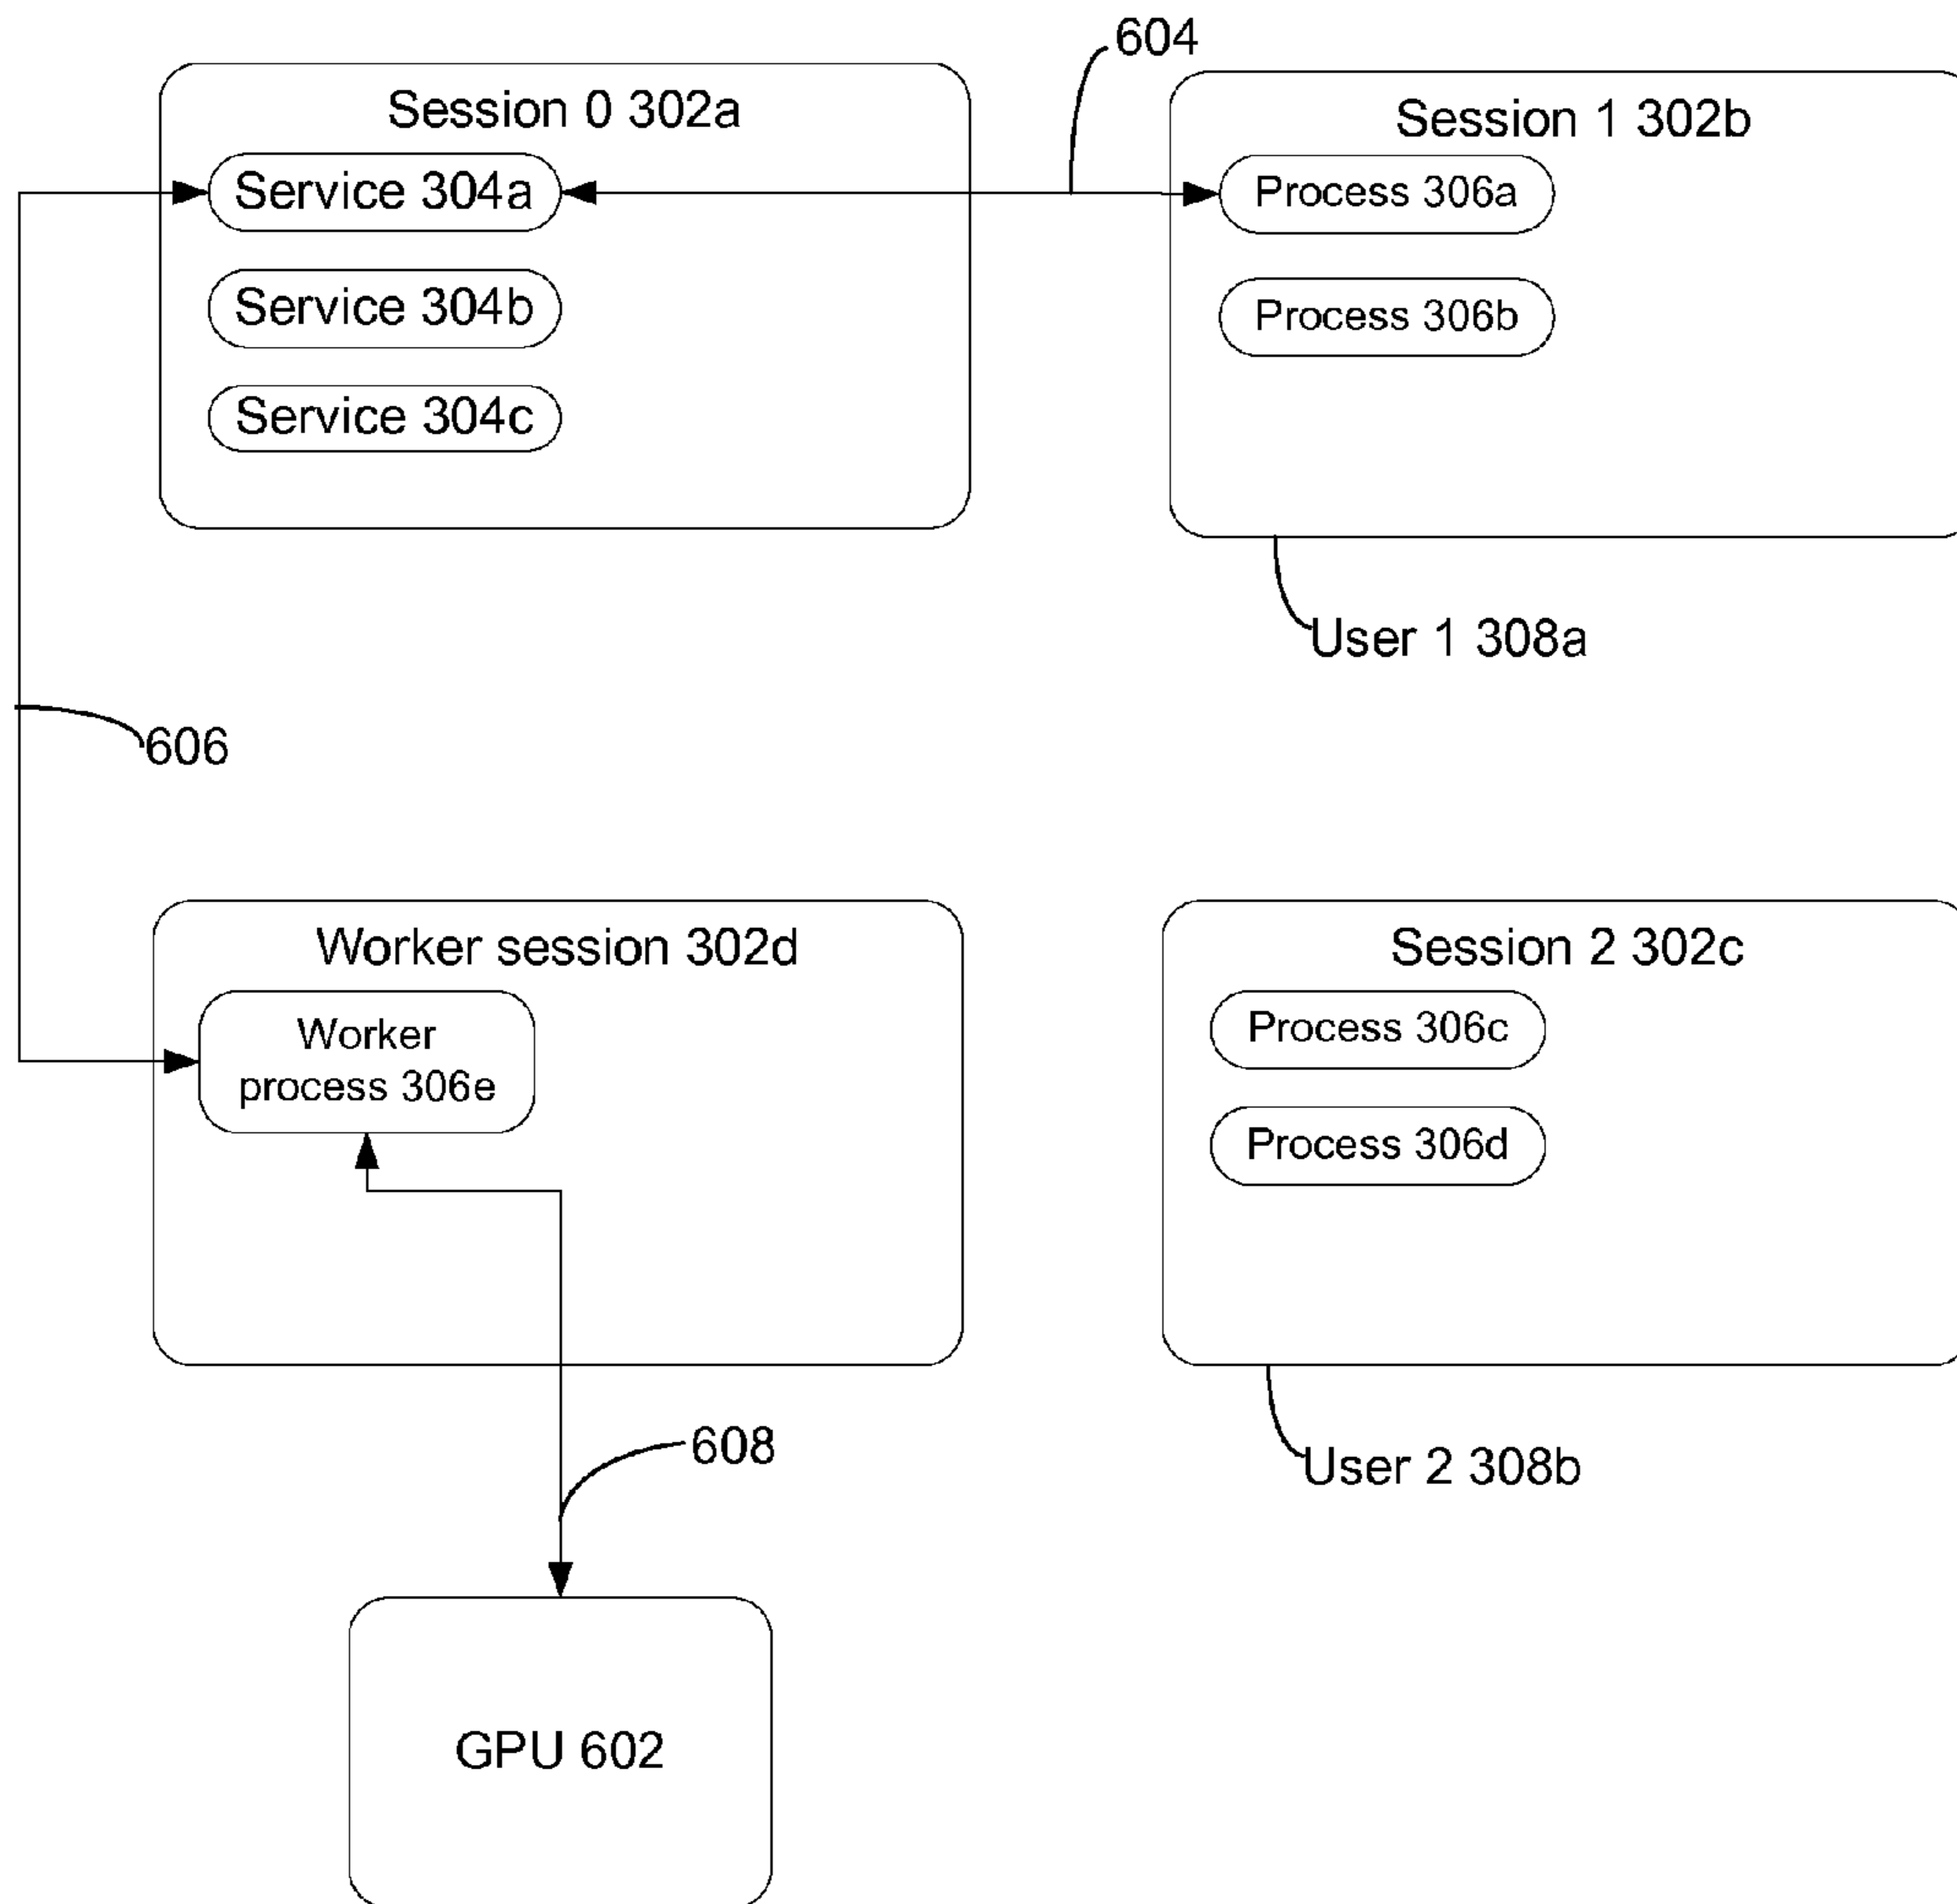 604
Session 0 302a
Service 304a
Service 304b
Service 304c
Session 1 302b
Process 306a
Process 306b
User 1 308a
606
Worker session 302d
Worker
process 306e
Session 2 302c
Process 306c
Process 306d
User 2 308b
608
GPU 602